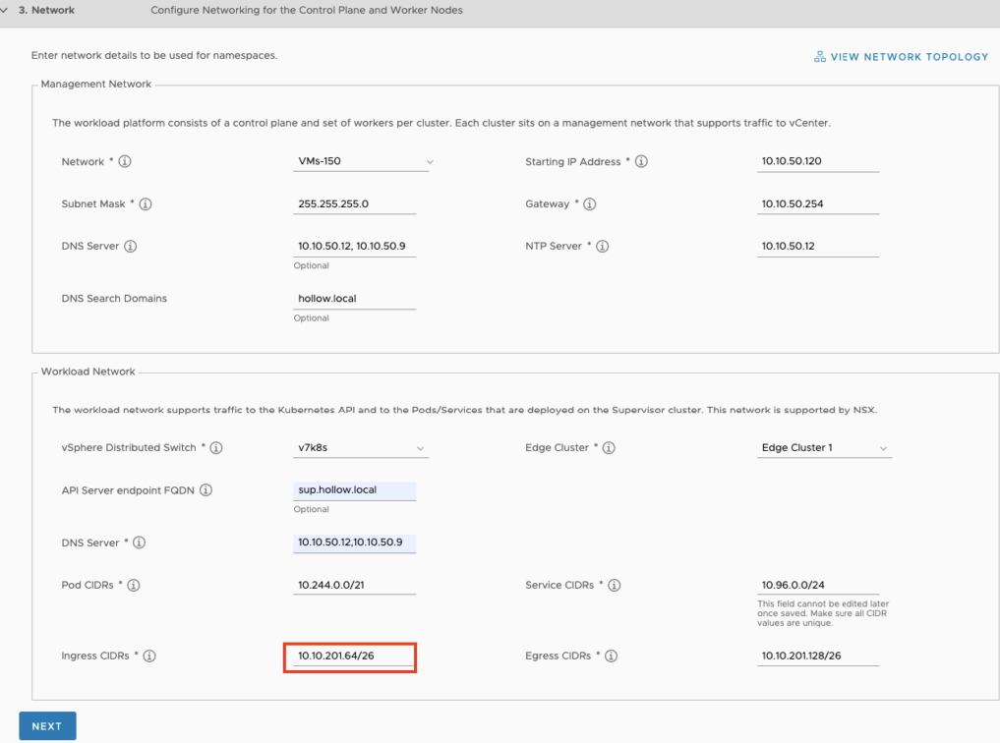 3. Network Configure Networking for the Control Plane and Worker Nodes
Enter network details to be used for namespaces.
VIEW NETWORK TOPOLOGY
Management Network
The workload platform consists of a control plane and set of workers per cluster. Each cluster sits on a management network that supports traffic to vCenter.
Network * VMs-150 Starting IP Address * 10.10.50.120
Subnet Mask * 255.255.255.0 Gateway * 10.10.50.254
DNS Server 10.10.50.12, 10.10.50.9 NTP Server * 10.10.50.12
Optional
DNS Search Domains hollow.local
Optional
Workload Network
The workload network supports traffic to the Kubernetes API and to the Pods/Services that are deployed on the Supervisor cluster. This network is supported by NSX.
vSphere Distributed Switch * v7k8s Edge Cluster * Edge Cluster 1
API Server endpoint FQDN sup.hollow.local
Optional
DNS Server * 10.10.50.12,10.10.50.9
Pod CIDRs * 10.244.0.0/21 Service CIDRs * 10.96.0.0/24
This field cannot be edited later
once saved. Make sure all CIDR
values are unique.
Ingress CIDRs * 10.10.201.64/26 Egress CIDRs * 10.10.201.128/26
NEXT